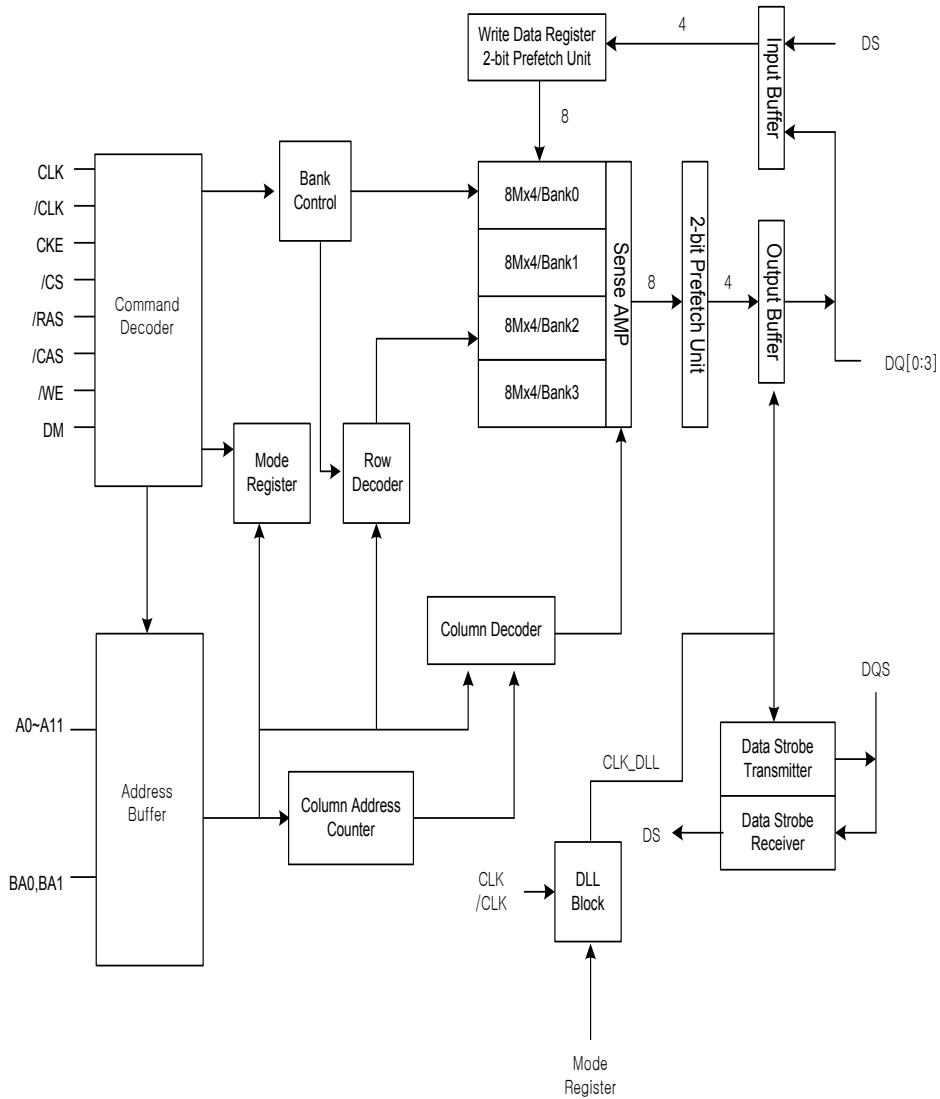 Write Data Register
2-bit Prefetch Unit
4
Input Buffer
DS
8
CLK
/CLK
CKE
/CS
/RAS
/CAS
/WE
DM
Command
Decoder
Bank
Control
8Mx4/Bank0
8Mx4/Bank1
8Mx4/Bank2
8Mx4/Bank3
Sense AMP
8
2-bit Prefetch Unit
4
Output Buffer
DQ[0:3]
Mode
Register
Row
Decoder
Column Decoder
A0~A11
BA0,BA1
Address
Buffer
Column Address
Counter
CLK_DLL
DQS
Data Strobe
Transmitter
Data Strobe
Receiver
DS
CLK
/CLK
DLL
Block
Mode
Register